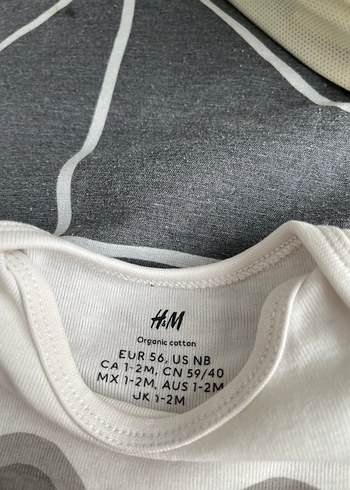 H&M
Organic cotton
EUR 56, US NB
CA 1-2M, CN 59/40
MX 1-2M, AUS 1-2M
JK 1-2M